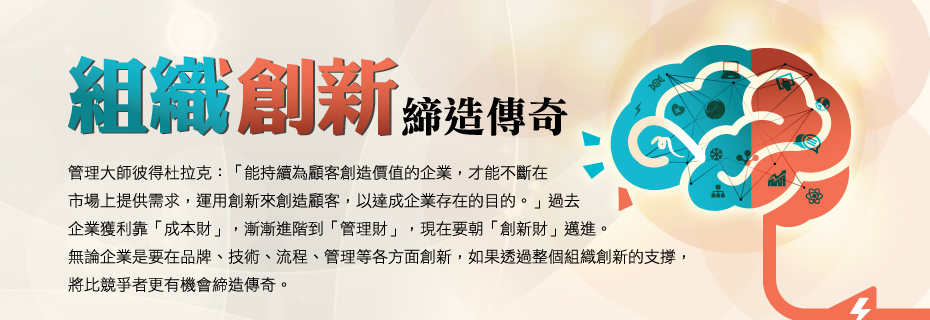 組織創新締造傳奇
管理大師彼得杜拉克：「能持續為顧客創造價值的企業，才能不斷在
市場上提供需求，運用創新來創造顧客，以達成企業存在的目的。」過去
企業獲利靠「成本財」，漸漸進階到「管理財」，現在要朝「創新財」邁進。
無論企業是要在品牌、技術、流程、管理等各方面創新，如果透過整個組織創新的支撐，
將比競爭者更有機會締造傳奇。